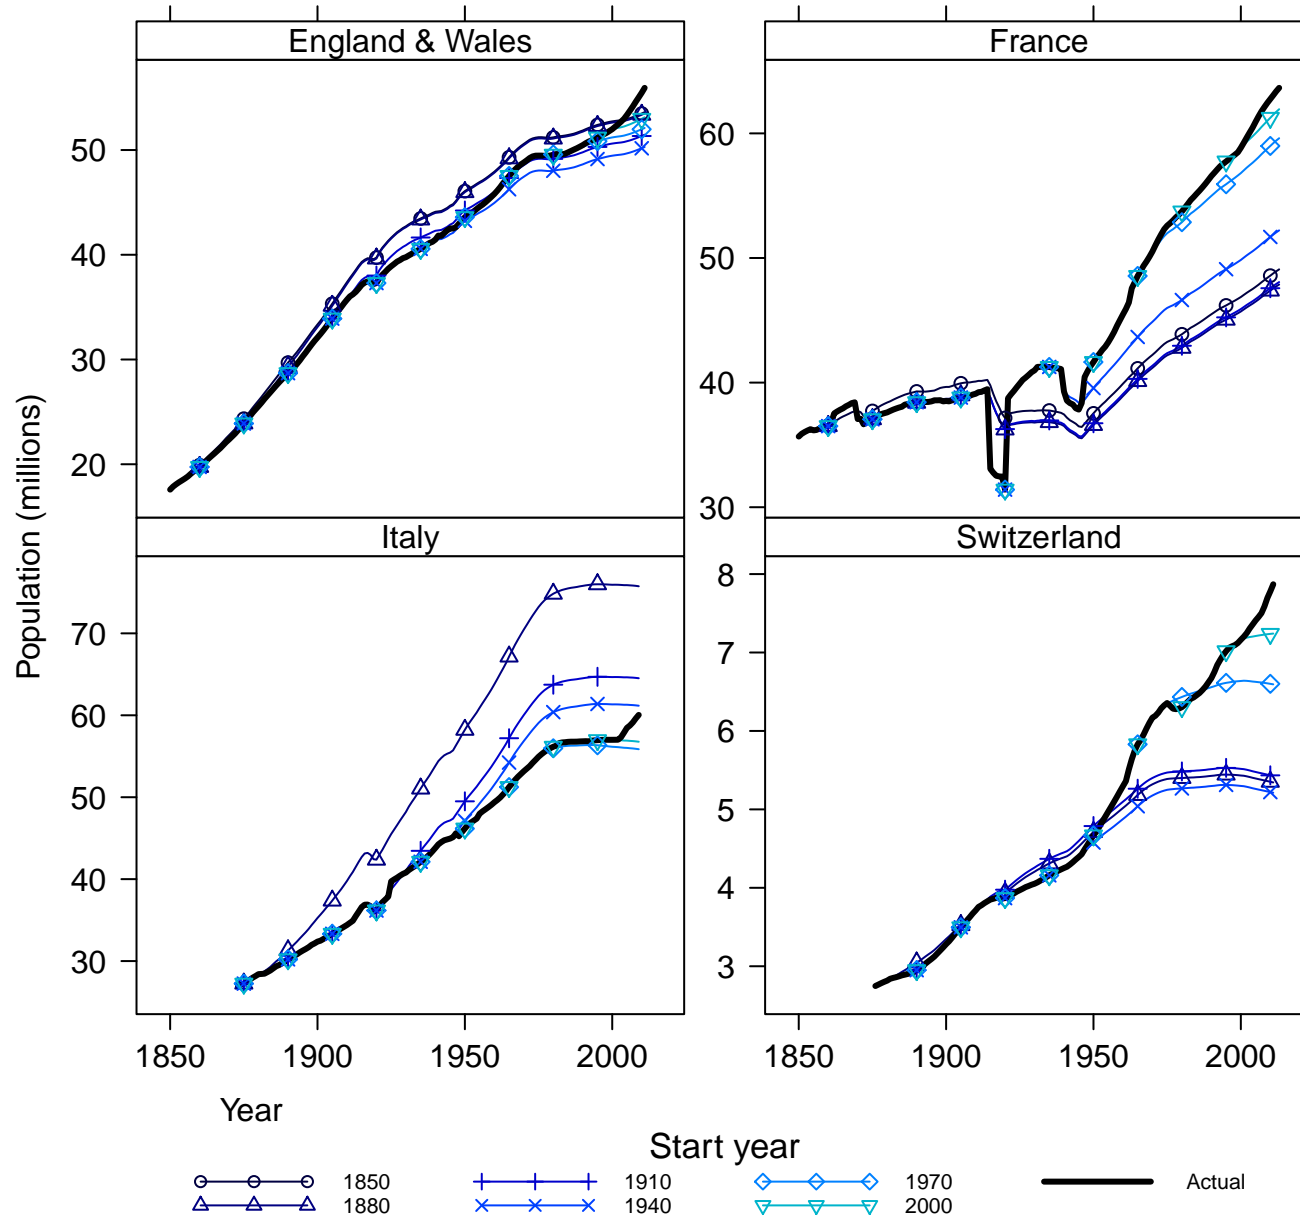 England & Wales
France
60
50
50
40
40
30
20
30
Italy
Switzerland
8
70
7
60
6
50
5
40
4
30
3
Population (millions)
1850 1900 1950 2000
1850 1900 1950 2000
Year
Start year
1850 1910 1970 Actual
1880 1940 2000